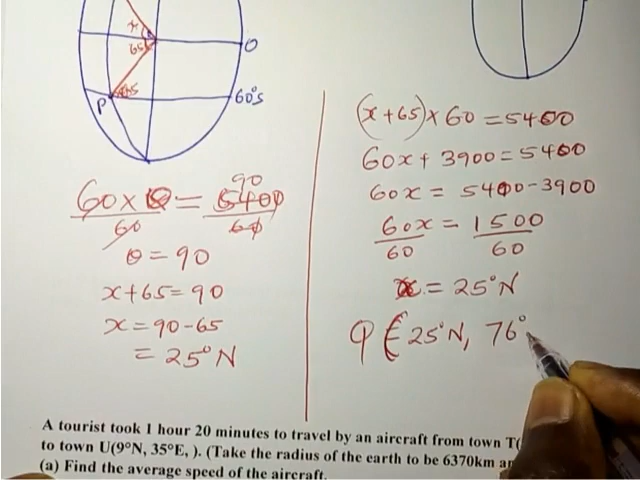 x
65
O
65
P
60°S
60 × θ = 5400
90
60
60
θ = 90
x + 65 = 90
x = 90 - 65
= 25°N
(x + 65) × 60 = 5400
60x + 3900 = 5400
60x = 5400 - 3900
60x = 1500
60 60
x = 25°N
25°N, 76°
A tourist took 1 hour 20 minutes to travel by an aircraft from town T(
to town U(9°N, 35°E, ). (Take the radius of the earth to be 6370km
(a) Find the average speed of the aircraft.